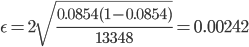 ϵ = 2√(0.0854(1 − 0.0854)/13348) = 0.00242